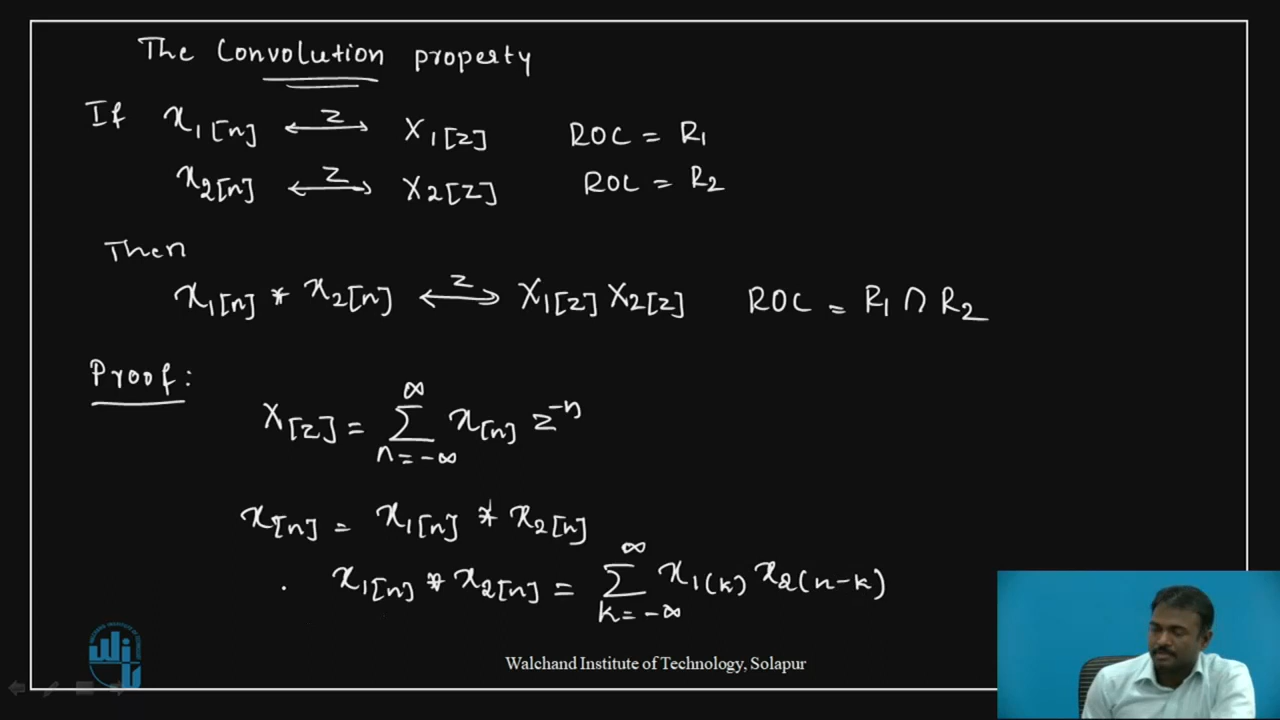 The Convolution property
If x1[n] ←z→ X1[z] ROC = R1
x2[n] ←z→ X2[z] ROC = R2
Then
x1[n] * x2[n] ←z→ X1[z] X2[z] ROC = R1 ∩ R2
Proof:
X[z] = ∑_{n=-∞}^{∞} x[n] z^{-n}
x[n] = x1[n] * x2[n]
. x1[n] * x2[n] = ∑_{k=-∞}^{∞} x1(k) x2(n-k)
Walchand Institute of Technology, Solapur